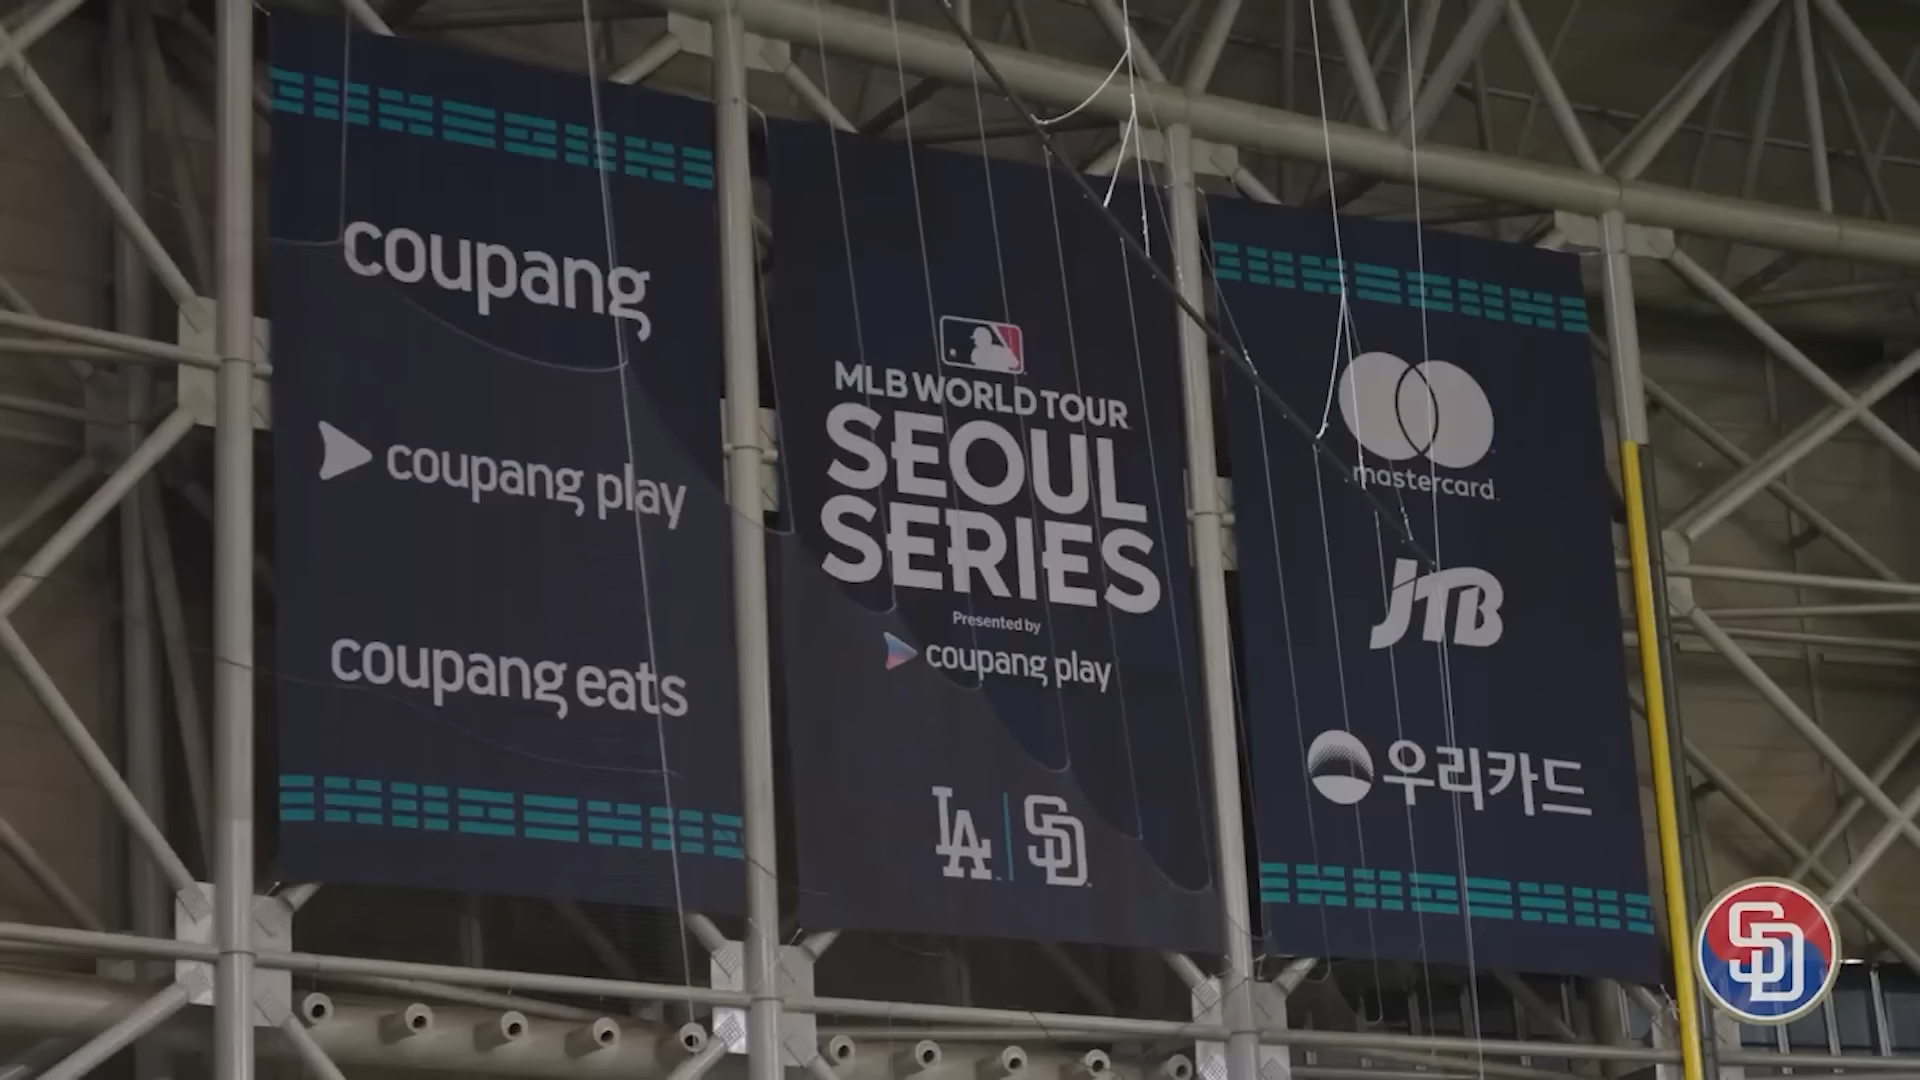 coupang
coupang play
coupang eats
MLB WORLD TOUR
SEOUL
SERIES
Presented by
coupang play
LA SD
mastercard
JTB
우리카드
SD